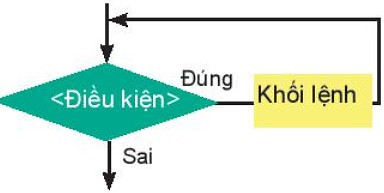 Đúng
<Điều kiện>
Khối lệnh
Sai